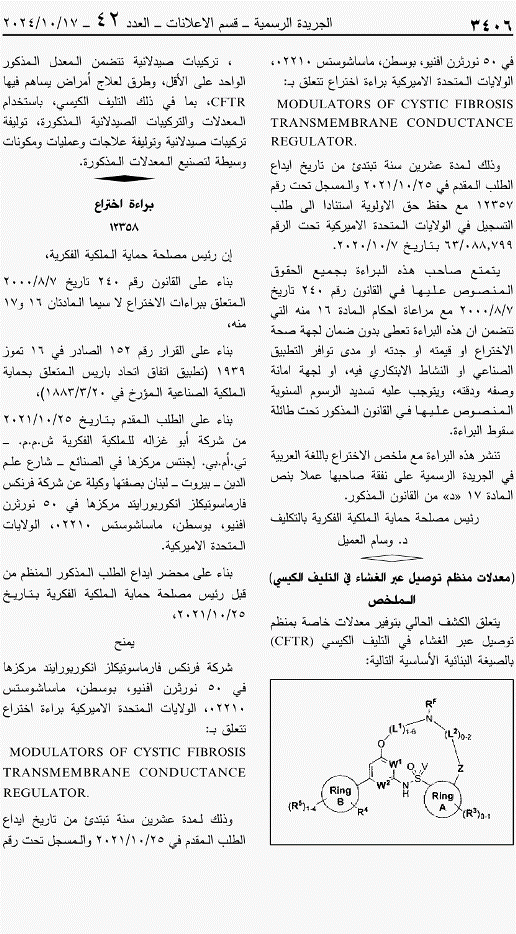 ٣٤٠٦
الجريدة الرسمية ـ قسم الاعلانات ـ العدد ٤٢ ـ ٢٠٢٤/١٠/١٧
في ٥٠ نورثرن افنيو، بوسطن، ماساشوستس ٠٢٢١٠،
الولايات المتحدة الاميركية براءة اختراع تتعلق بـ:
MODULATORS OF CYSTIC FIBROSIS
TRANSMEMBRANE CONDUCTANCE
REGULATOR.
وذلك لمدة عشرين سنة تبتدئ من تاريخ ايداع
الطلب المقدم في ٢٠٢١/١٠/٢٥ والمسجل تحت رقم
١٢٣٥٧ مع حفظ حق الاولوية استنادا الى طلب
التسجيل في الولايات المتحدة الاميركية تحت الرقم
٦٣/٠٨٨,٧٩٩ بتاريخ ٢٠٢٠/١٠/٧.
يتمتع صاحب هذه البراءة بجميع الحقوق
المنصوص عليها في القانون رقم ٢٤٠ تاريخ
٢٠٠٠/٨/٧ مع مراعاة احكام المادة ١٦ منه التي
تتضمن ان هذه البراءة تعطى بدون ضمان لجهة صحة
الاختراع او قيمته او جدته او مدى توافر التطبيق
الصناعي او النشاط الابتكاري فيه، او لجهة امانة
وصفه ودقته، ويتوجب عليه تسديد الرسوم السنوية
المنصوص عليها في القانون المذكور تحت طائلة
سقوط البراءة.
تنشر هذه البراءة مع ملخص الاختراع باللغة العربية
في الجريدة الرسمية على نفقة صاحبها عملا بنص
المادة ١٧ «د» من القانون المذكور.
رئيس مصلحة حماية الملكية الفكرية بالتكليف
د. وسام العميل
(معدلات منظم توصيل عبر الغشاء في التليف الكيسي)
الملخص
يتعلق الكشف الحالي بتوفير معدلات خاصة بمنظم
توصيل عبر الغشاء في التليف الكيسي (CFTR)
بالصيغة البنائية الأساسية التالية:
Rᶠ
(L¹)₁₋₆ N (L²)₀₋₂
O
W¹ O V Z
W² N S
H
Ring B Ring A
(R⁵)₁₋₄ R⁴ (R³)₀₋₁
، تركيبات صيدلانية تتضمن المعدل المذكور
الواحد على الأقل، وطرق لعلاج أمراض يساهم فيها
CFTR، بما في ذلك التليف الكيسي، باستخدام
المعدلات والتركيبات الصيدلانية المذكورة، توليفة
تركيبات صيدلانية وتوليفة علاجات وعمليات ومكونات
وسيطة لتصنيع المعدلات المذكورة.
براءة اختراع
١٢٣٥٨
إن رئيس مصلحة حماية الملكية الفكرية،
بناء على القانون رقم ٢٤٠ تاريخ ٢٠٠٠/٨/٧
المتعلق ببراءات الاختراع لا سيما المادتان ١٦ و١٧
منه،
بناء على القرار رقم ١٥٢ الصادر في ١٦ تموز
١٩٣٩ (تطبيق اتفاق اتحاد باريس المتعلق بحماية
الملكية الصناعية المؤرخ في ١٨٨٣/٣/٢٠)،
بناء على الطلب المقدم بتاريخ ٢٠٢١/١٠/٢٥
من شركة أبو غزاله للملكية الفكرية ش.م.م. ـ
تي.أم.بي. إجنتس مركزها في الصنائع ـ شارع علم
الدين ـ بيروت ـ لبنان بصفتها وكيلة عن شركة فرنكس
فارماسوتيكلز انكوربورايتد مركزها في ٥٠ نورثرن
افنيو، بوسطن، ماساشوستس ٠٢٢١٠، الولايات
المتحدة الاميركية.
بناء على محضر ايداع الطلب المذكور المنظم من
قبل رئيس مصلحة حماية الملكية الفكرية بتاريخ
٢٠٢١/١٠/٢٥،
يمنح
شركة فرنكس فارماسوتيكلز انكوربورايتد مركزها
في ٥٠ نورثرن افنيو، بوسطن، ماساشوستس
٠٢٢١٠، الولايات المتحدة الاميركية براءة اختراع
تتعلق بـ:
MODULATORS OF CYSTIC FIBROSIS
TRANSMEMBRANE CONDUCTANCE
REGULATOR.
وذلك لمدة عشرين سنة تبتدئ من تاريخ ايداع
الطلب المقدم في ٢٠٢١/١٠/٢٥ والمسجل تحت رقم